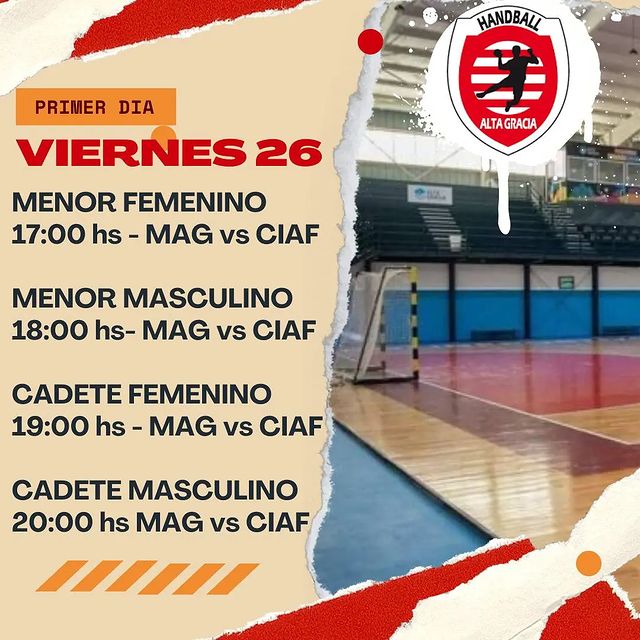 HANDBALL
ALTA GRACIA
PRIMER DIA
VIERNES 26
MENOR FEMENINO
17:00 hs - MAG vs CIAF
MENOR MASCULINO
18:00 hs- MAG vs CIAF
CADETE FEMENINO
19:00 hs - MAG vs CIAF
CADETE MASCULINO
20:00 hs MAG vs CIAF